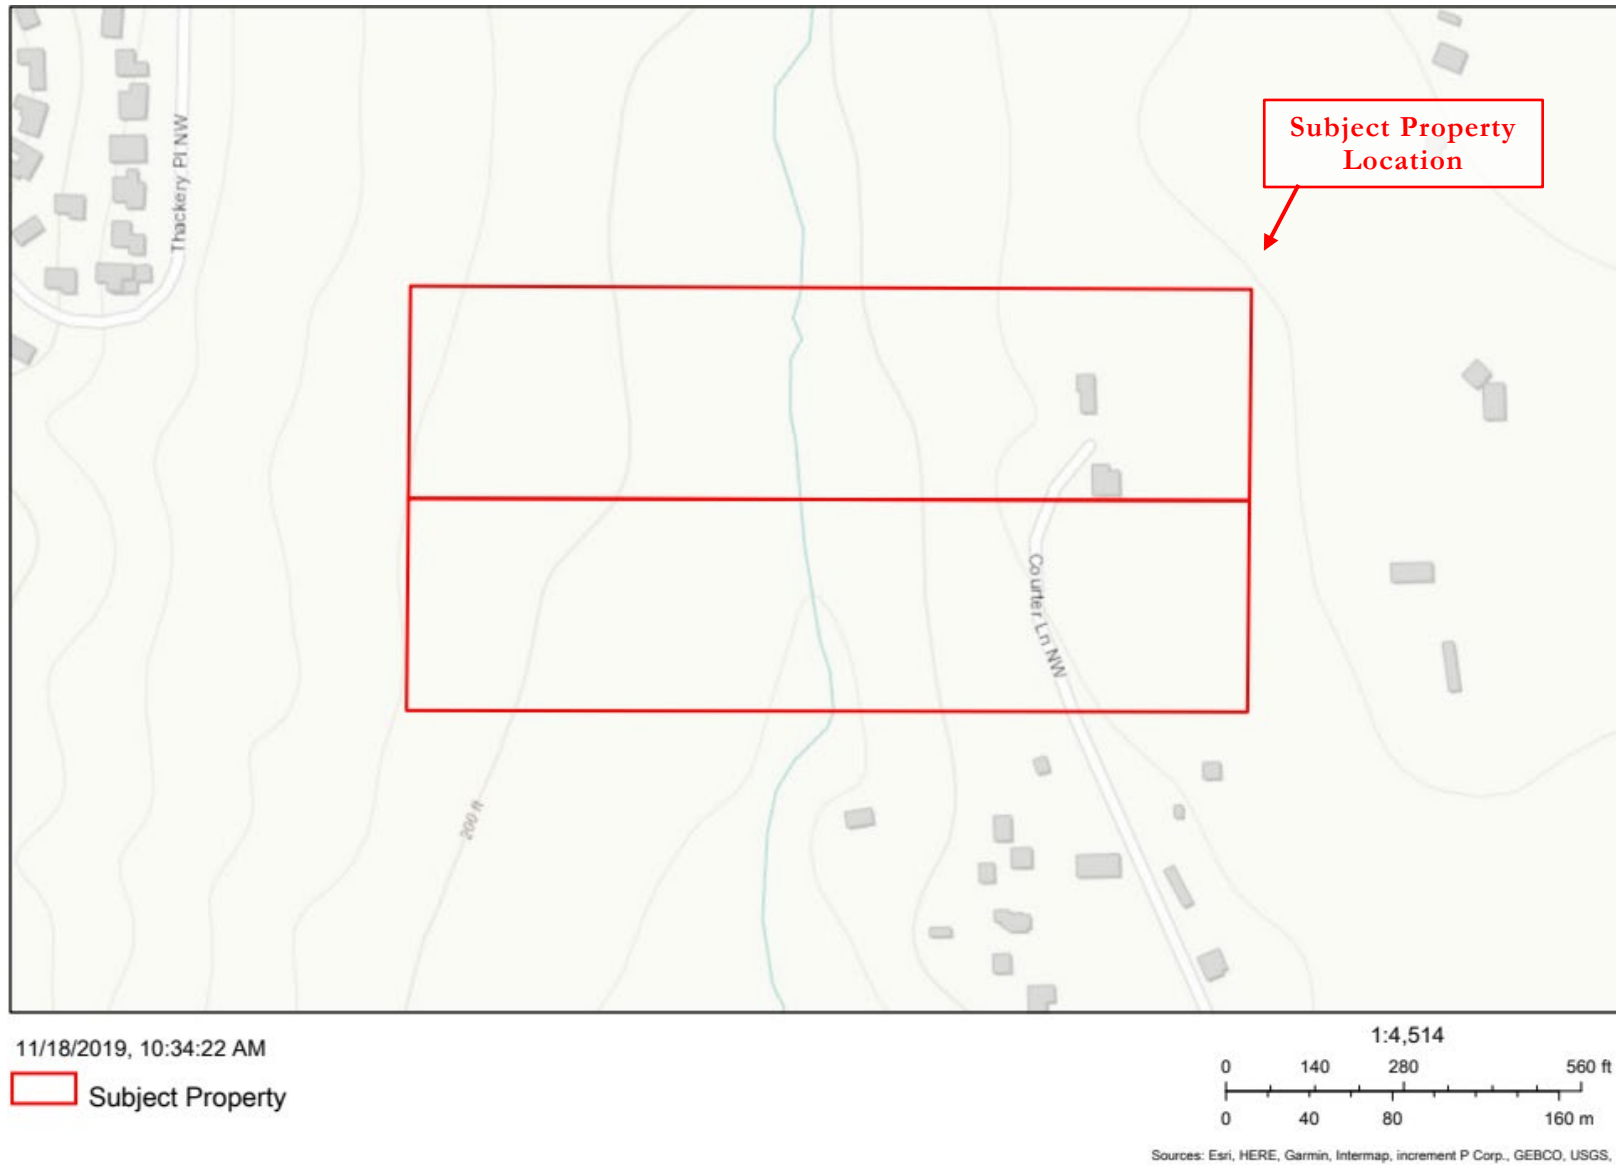 Subject Property
Location
Thackery Pl NW
Courter Ln NW
200 ft
11/18/2019, 10:34:22 AM
Subject Property
1:4,514
0 140 280 560 ft
0 40 80 160 m
Sources: Esri, HERE, Garmin, Intermap, increment P Corp., GEBCO, USGS,